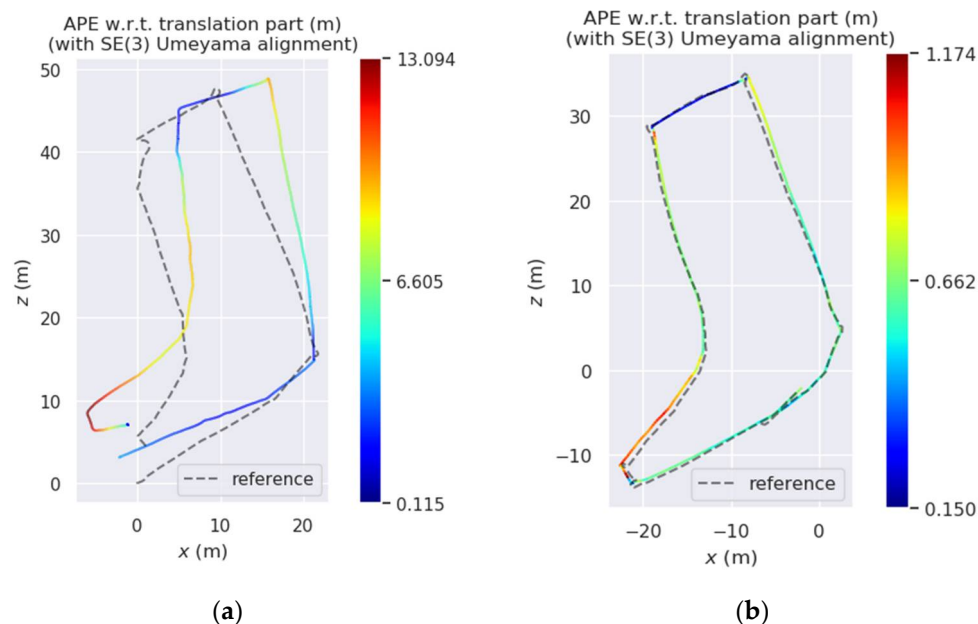 APE w.r.t. translation part (m)
(with SE(3) Umeyama alignment)
50
40
30
20
10
0
z (m)
0
10
20
x (m)
reference
13.094
6.605
0.115
(a)
APE w.r.t. translation part (m)
(with SE(3) Umeyama alignment)
30
20
10
0
−10
z (m)
−20
−10
0
x (m)
reference
1.174
0.662
0.150
(b)